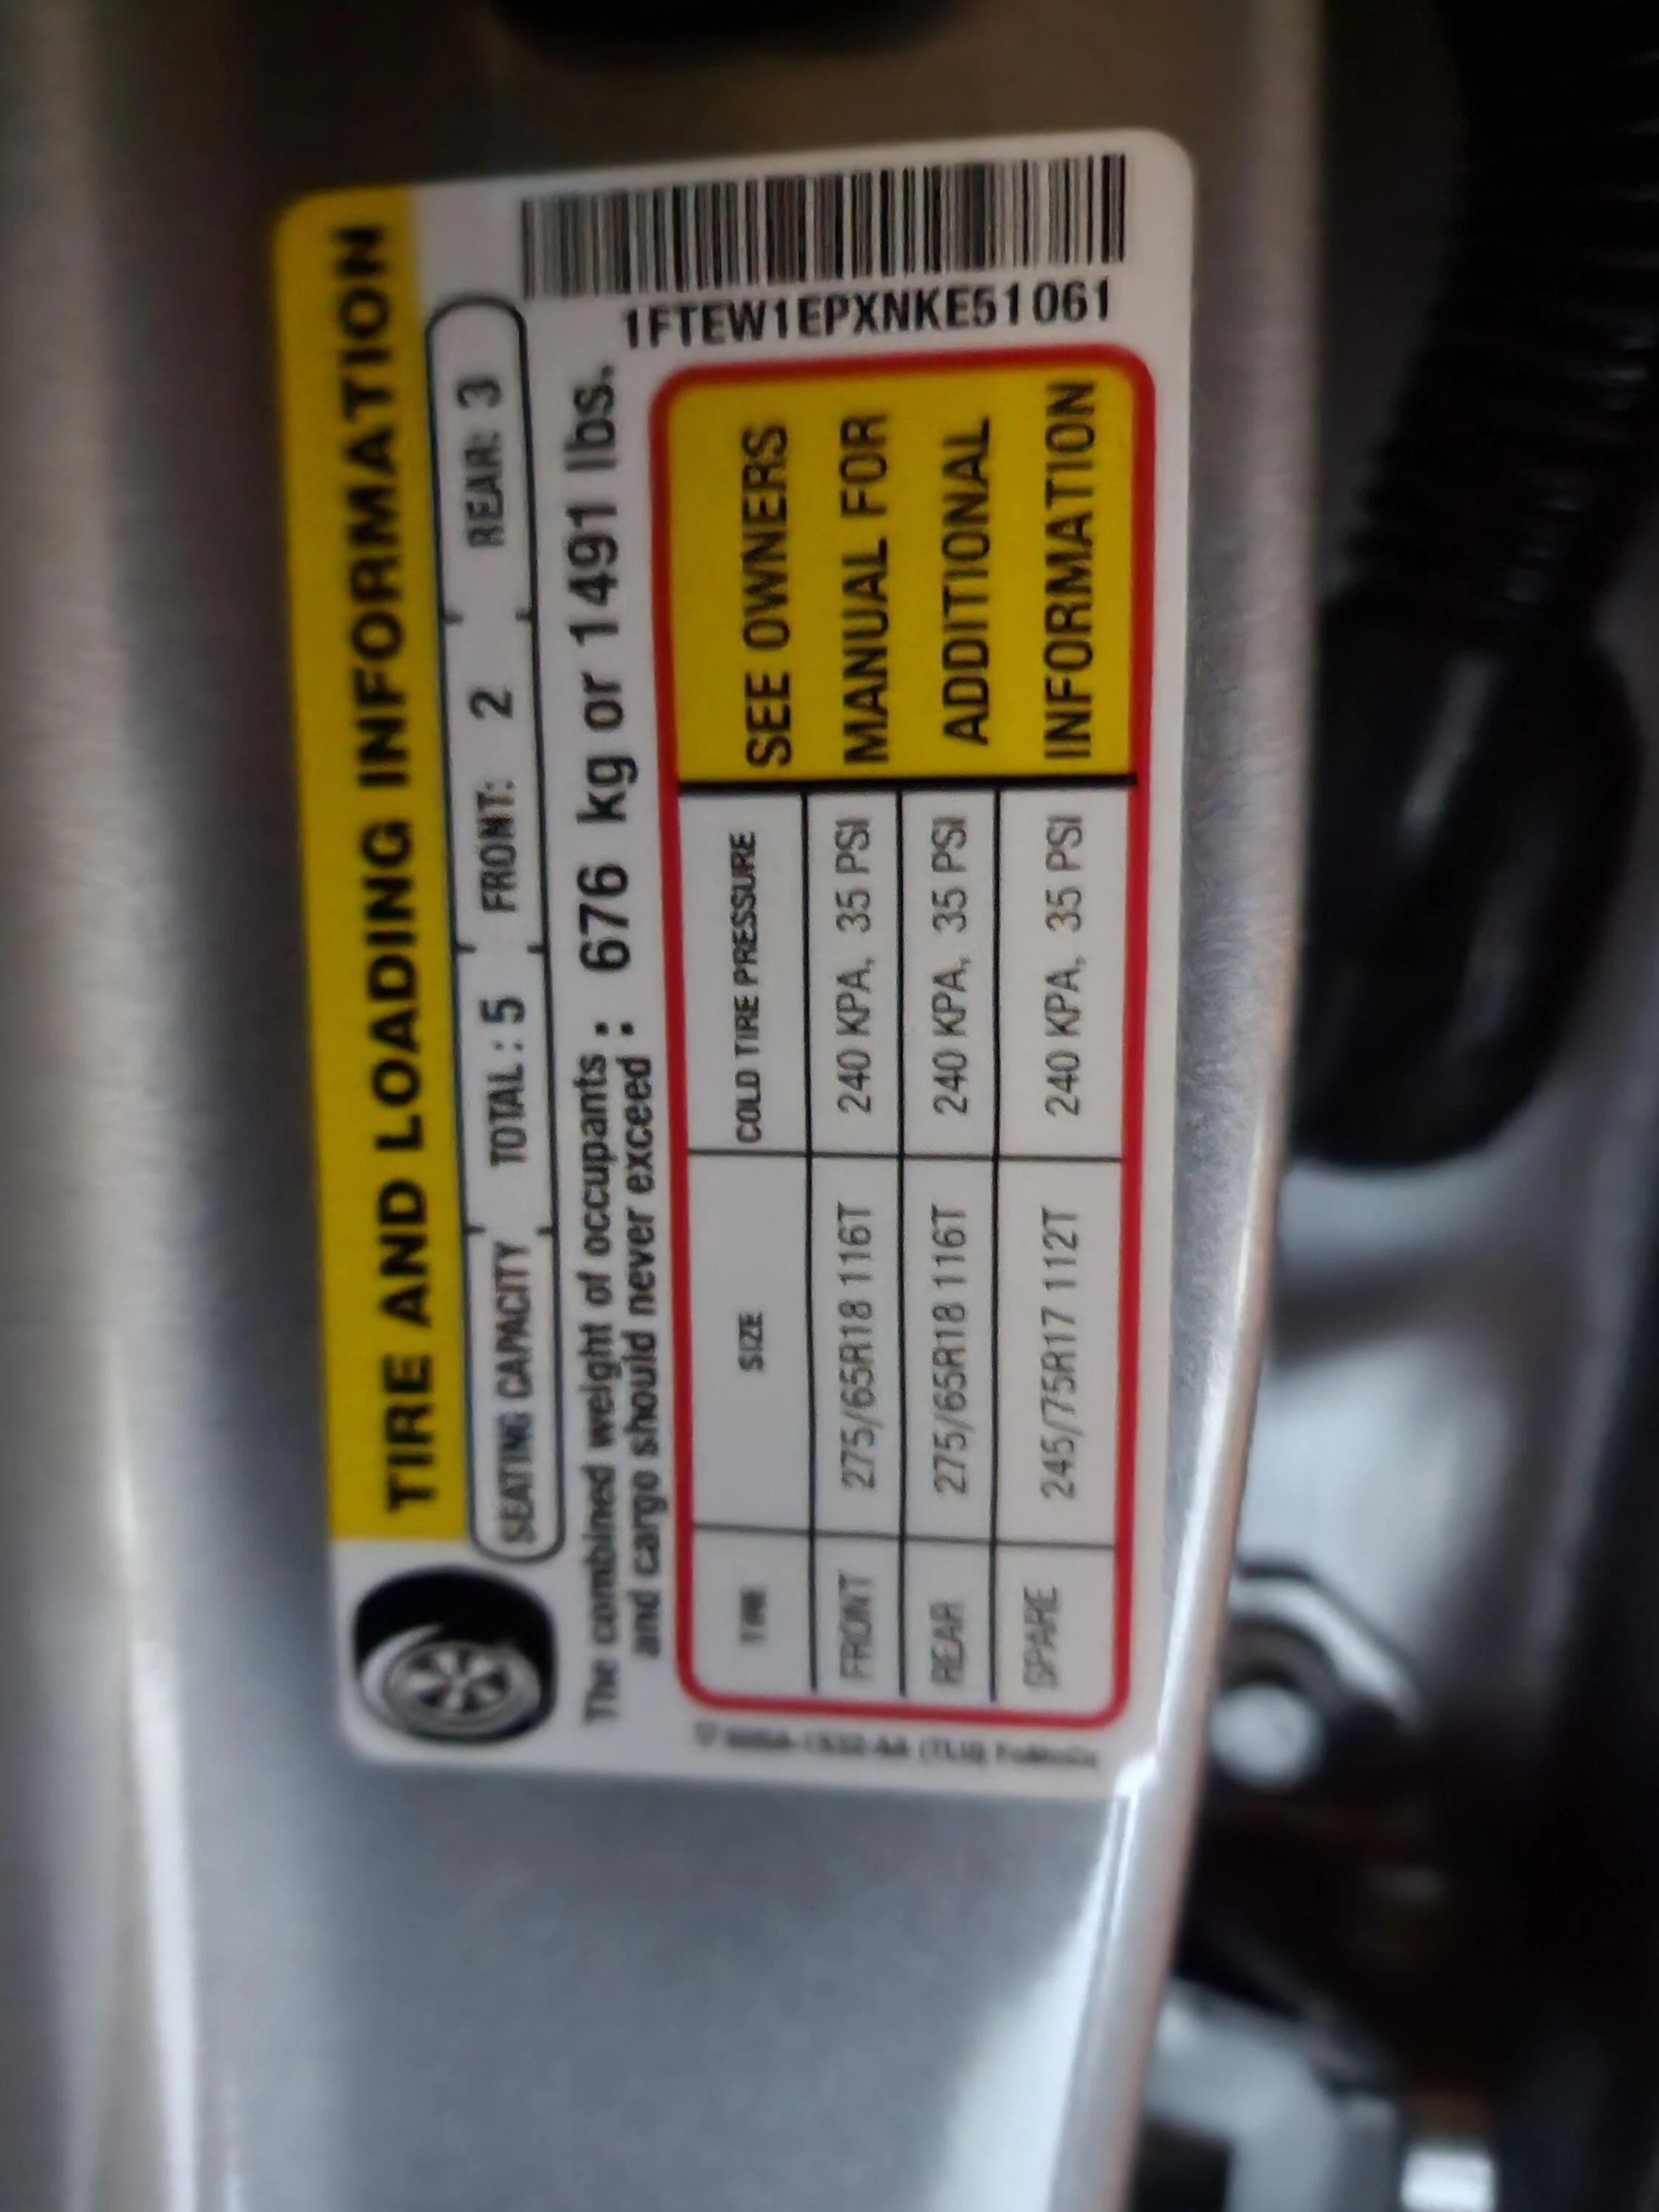 TIRE AND LOADING INFORMATION
SEATING CAPACITY TOTAL : 5 FRONT: 2 REAR: 3
The combined weight of occupants : 676 kg or 1491 lbs.
and cargo should never exceed :
1FTEW1EPXNKE51061
TIRE SIZE COLD TIRE PRESSURE
FRONT 275/65R18 116T 240 KPA, 35 PSI
REAR 275/65R18 116T 240 KPA, 35 PSI
SPARE 245/75R17 112T 240 KPA, 35 PSI
SEE OWNERS
MANUAL FOR
ADDITIONAL
INFORMATION